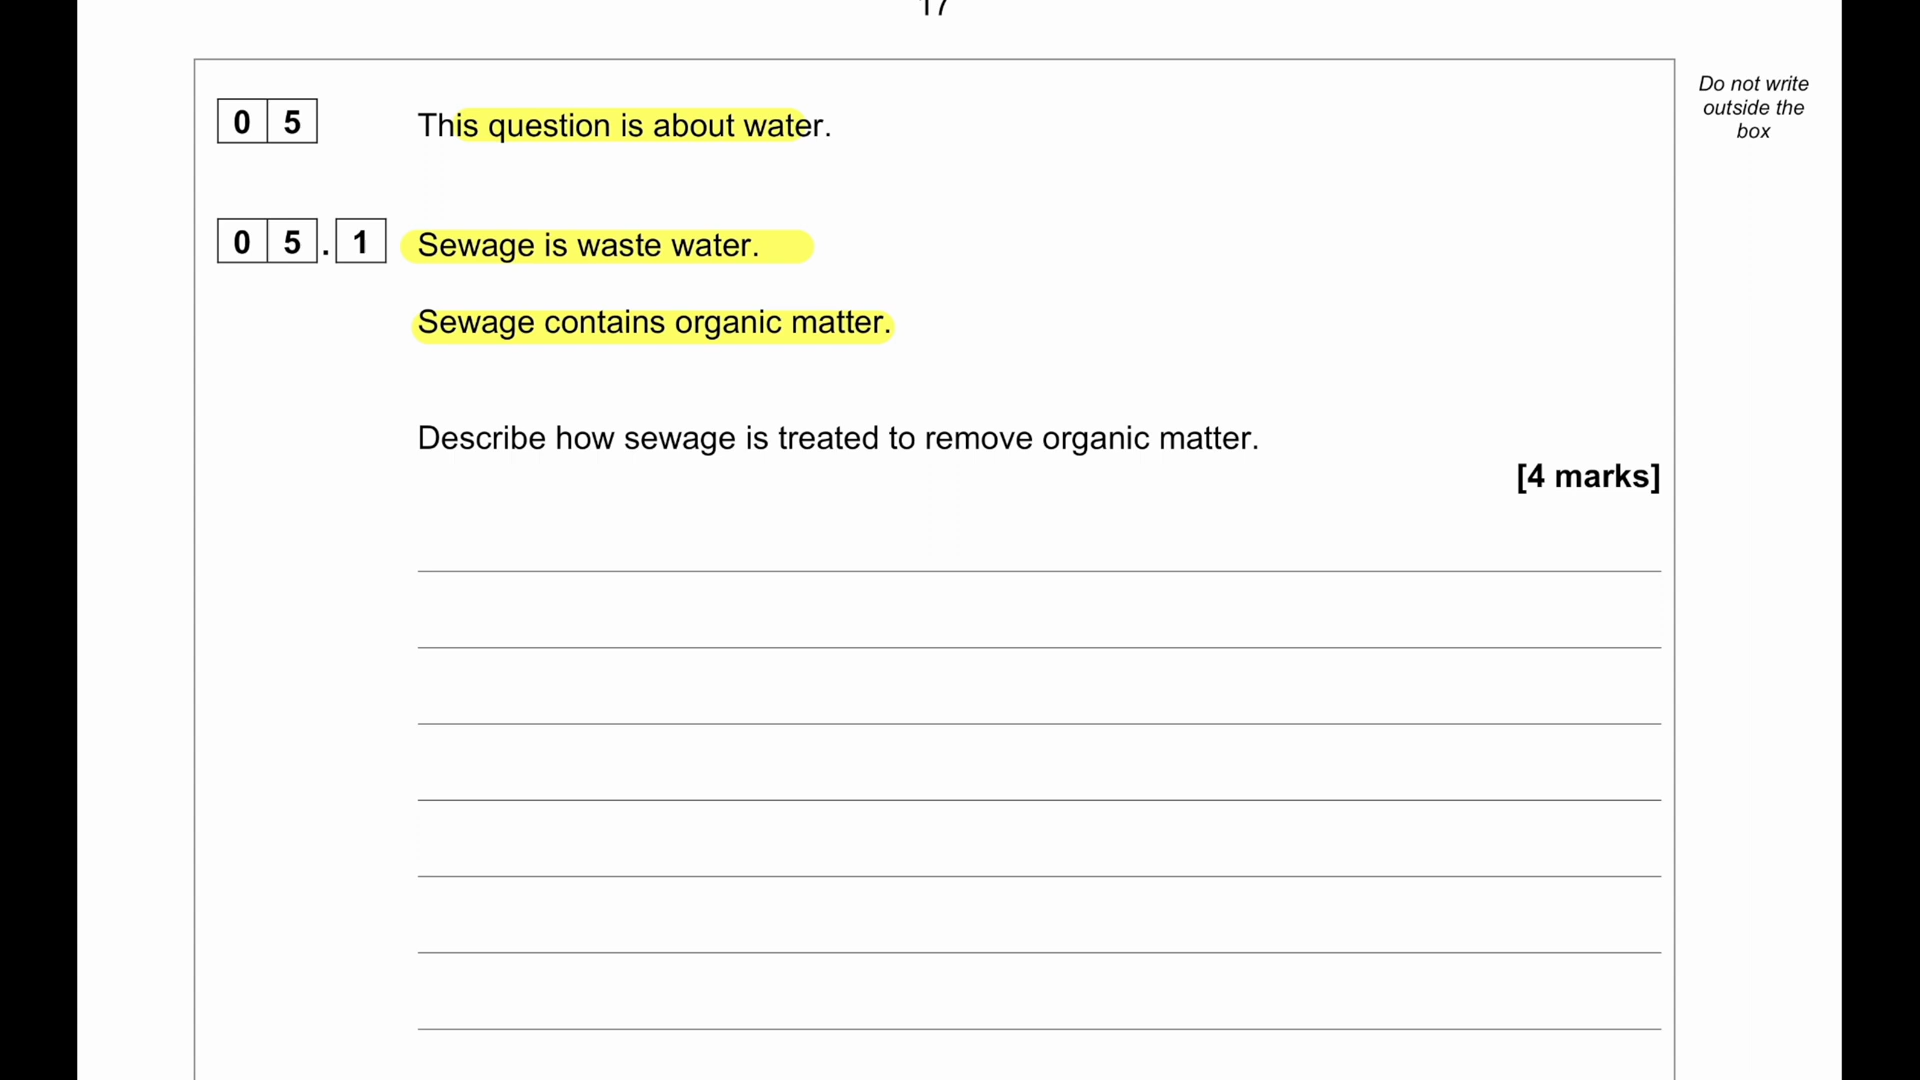 17
Do not write
outside the
box
0 5 This question is about water.
0 5 . 1 Sewage is waste water.
Sewage contains organic matter.
Describe how sewage is treated to remove organic matter.
[4 marks]